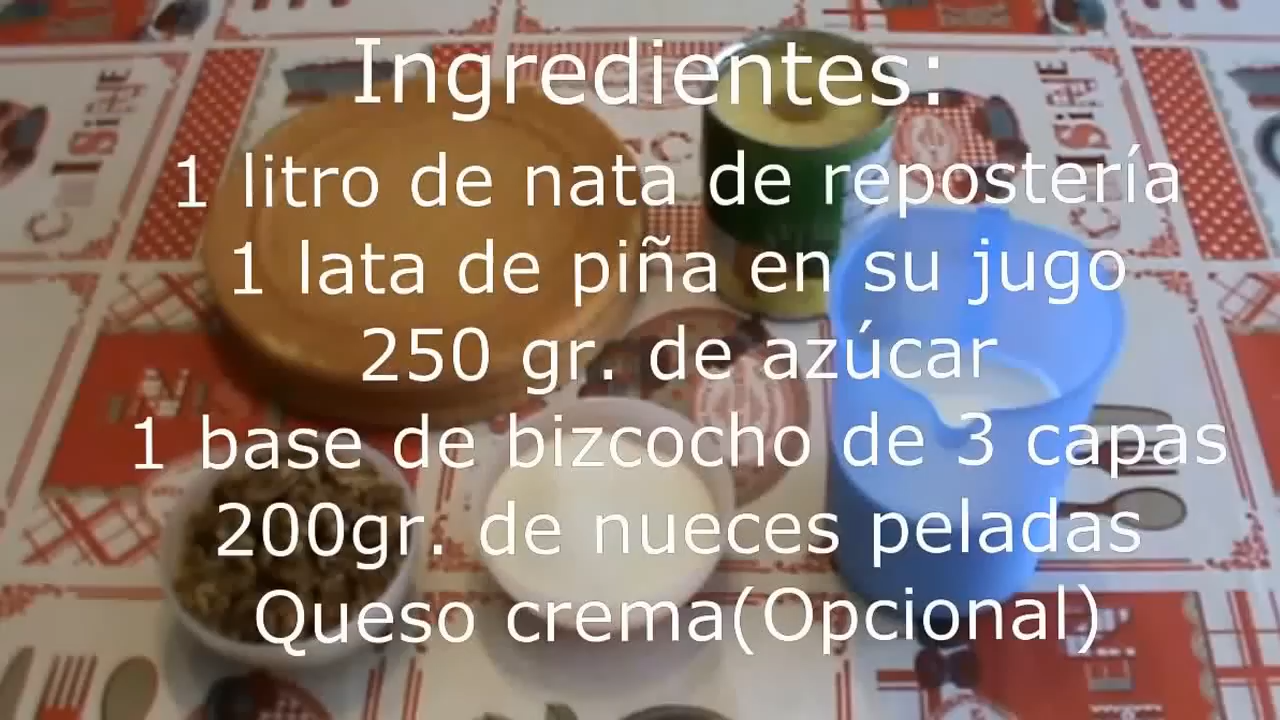 Ingredientes:
1 litro de nata de repostería
1 lata de piña en su jugo
250 gr. de azúcar
1 base de bizcocho de 3 capas
200gr. de nueces peladas
Queso crema(Opcional)